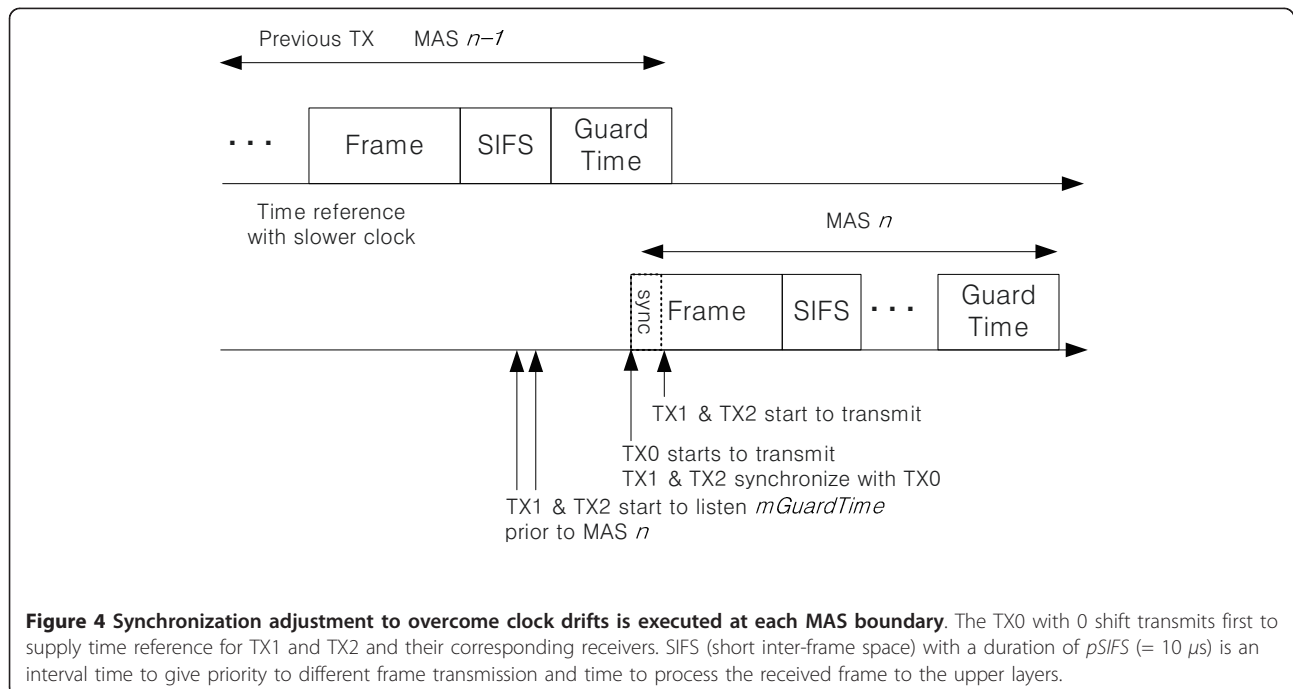 Previous TX MAS n-1
. . . Frame SIFS Guard
Time
Time reference
with slower clock
MAS n
sync Frame SIFS . . . Guard
Time
TX1 & TX2 start to transmit
TX0 starts to transmit
TX1 & TX2 synchronize with TX0
TX1 & TX2 start to listen mGuardTime
prior to MAS n
Figure 4 Synchronization adjustment to overcome clock drifts is executed at each MAS boundary. The TX0 with 0 shift transmits first to
supply time reference for TX1 and TX2 and their corresponding receivers. SIFS (short inter-frame space) with a duration of pSIFS (= 10 μs) is an
interval time to give priority to different frame transmission and time to process the received frame to the upper layers.